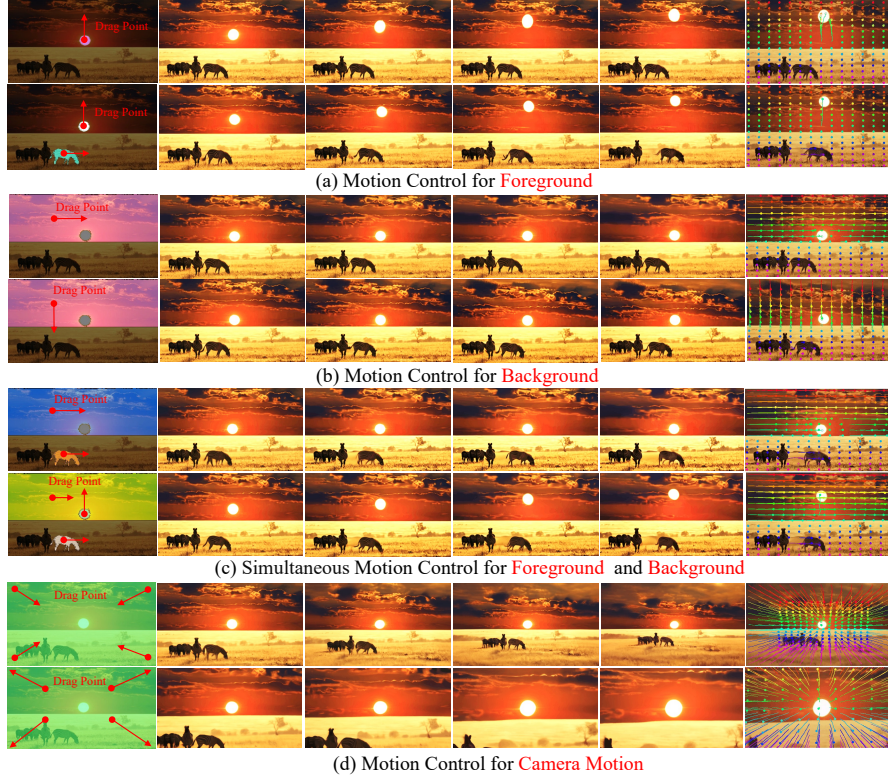 Drag Point
Drag Point
(a) Motion Control for Foreground
Drag Point
Drag Point
(b) Motion Control for Background
Drag Point
Drag Point
(c) Simultaneous Motion Control for Foreground and Background
Drag Point
Drag Point
(d) Motion Control for Camera Motion